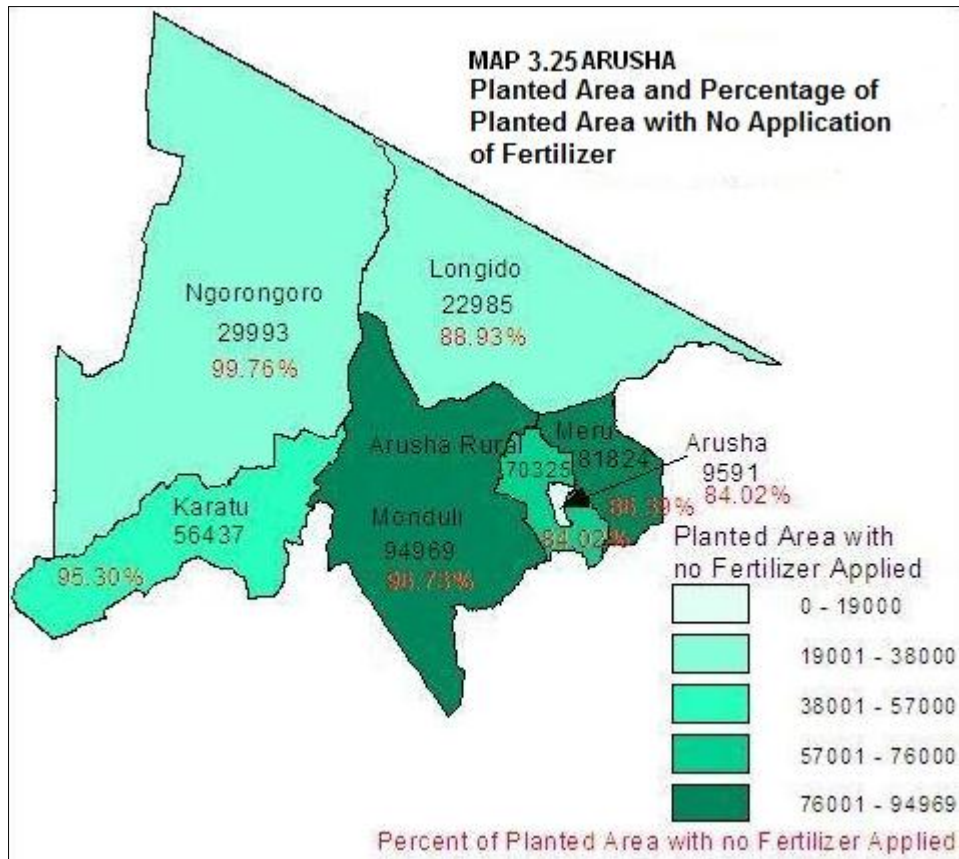 MAP 3.25 ARUSHA
Planted Area and Percentage of
Planted Area with No Application
of Fertilizer
Longido
22985
88.93%
Ngorongoro
29993
99.76%
Arusha Rural
70325
84.02%
Meru
81824
Arusha
9591
84.02%
Karatu
56437
95.30%
Monduli
94969
Planted Area with
no Fertilizer Applied
0 - 19000
19001 - 38000
38001 - 57000
57001 - 76000
76001 - 94969
Percent of Planted Area with no Fertilizer Applied